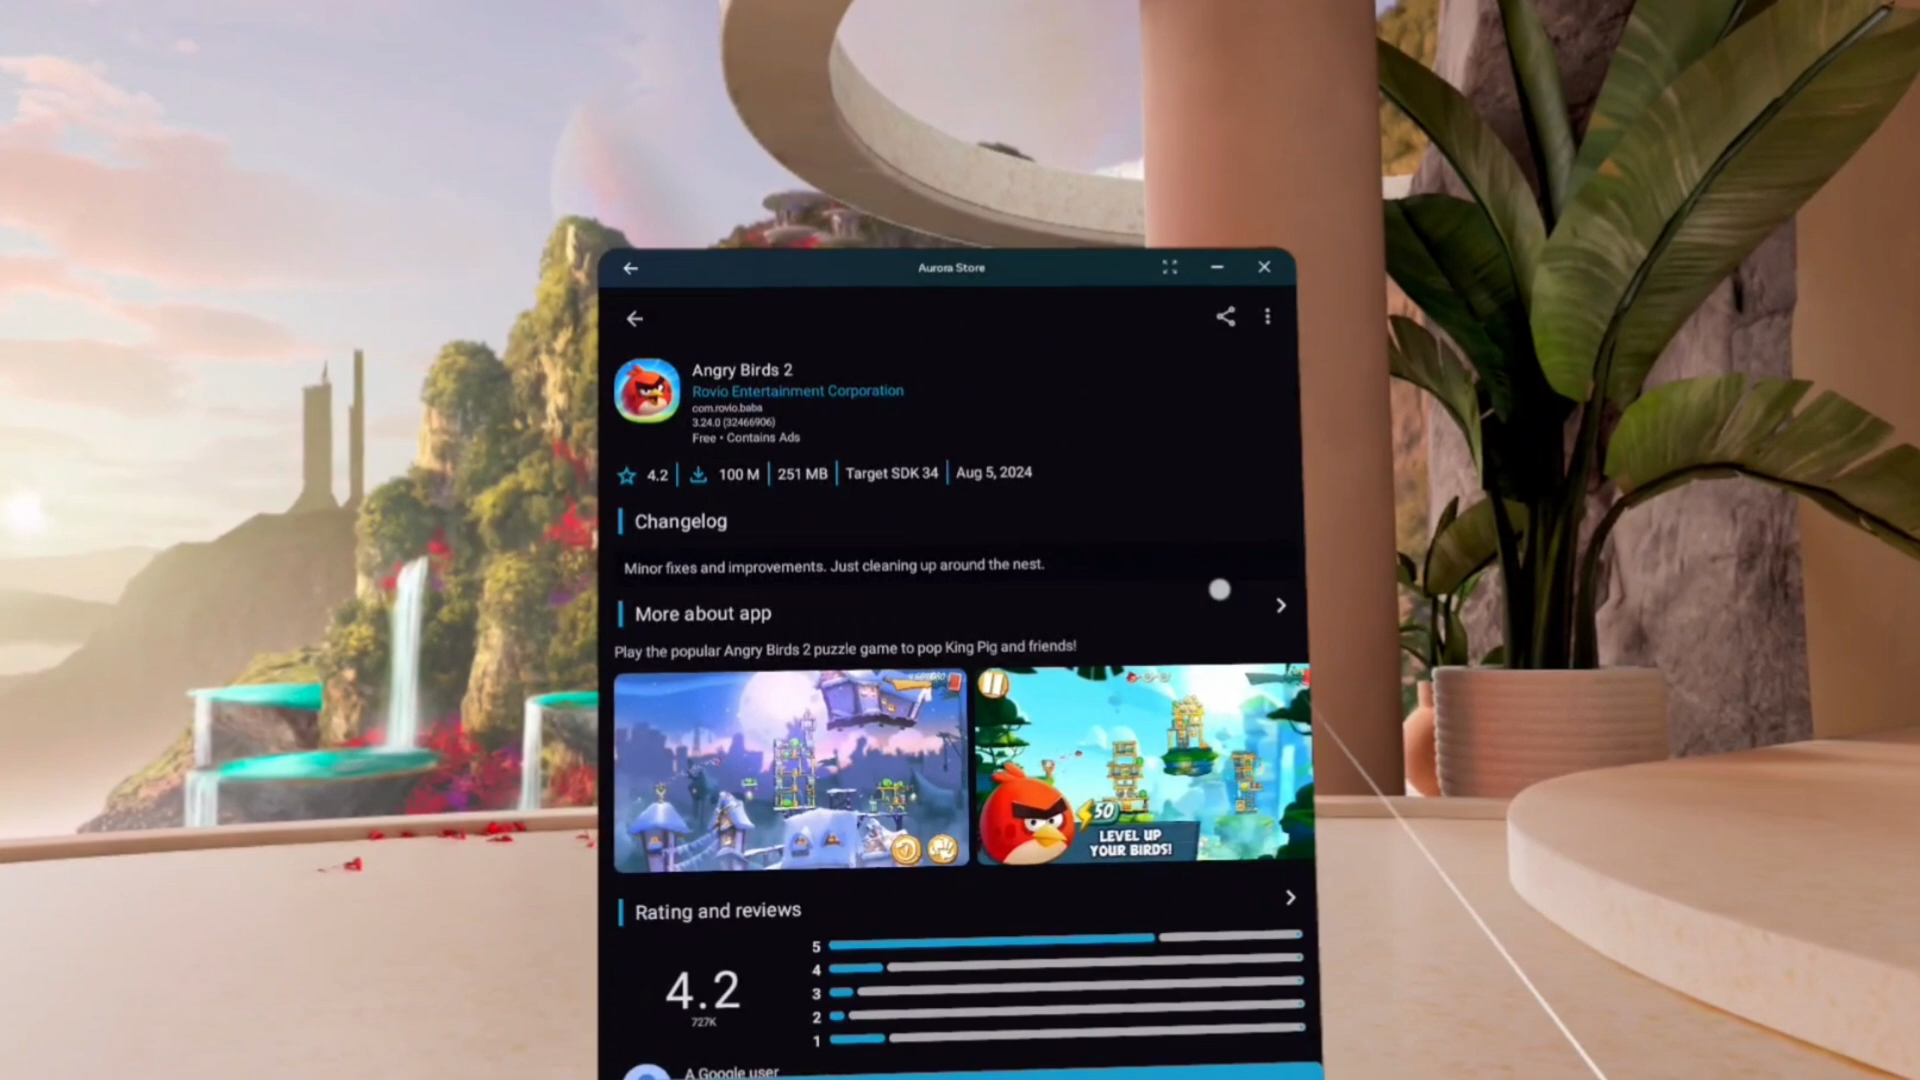 Aurora Store
Angry Birds 2
Rovio Entertainment Corporation
com.rovio.baba
3.24.0 (32466906)
Free • Contains Ads
4.2 | 100 M | 251 MB | Target SDK 34 | Aug 5, 2024
Changelog
Minor fixes and improvements. Just cleaning up around the nest.
More about app
Play the popular Angry Birds 2 puzzle game to pop King Pig and friends!
50
LEVEL UP
YOUR BIRDS!
Rating and reviews
5
4
3
2
1
4.2
727K
A Google user